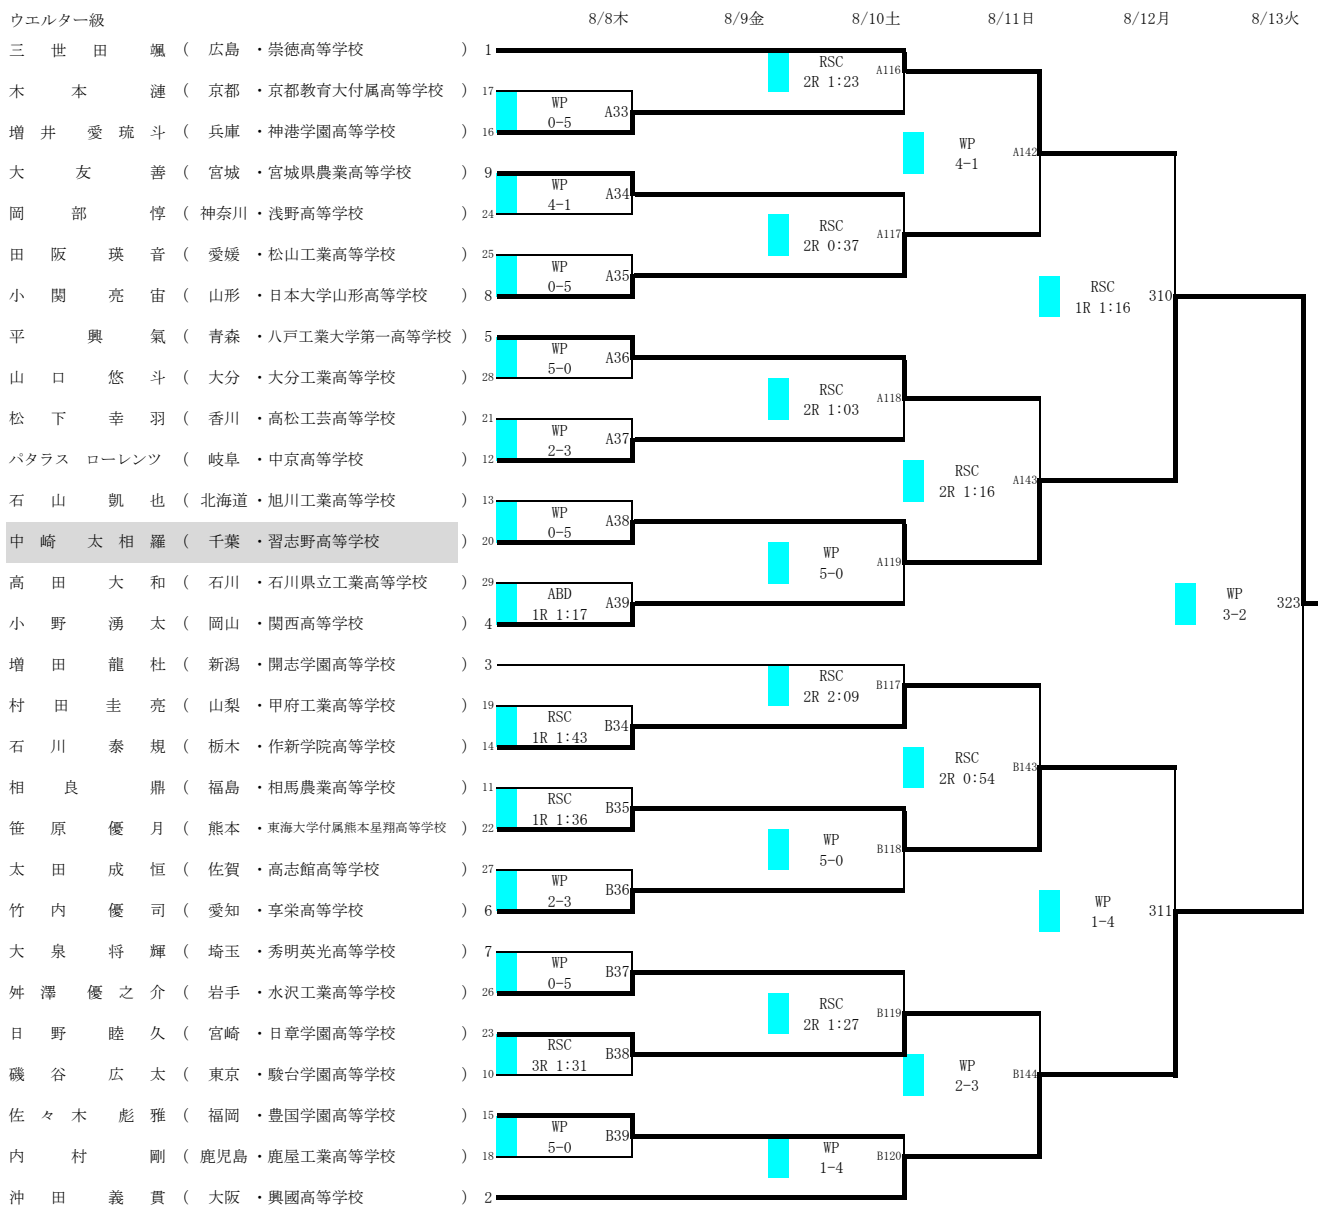 ウエルター級 8/8木 8/9金 8/10土 8/11日 8/12月 8/13火
三世田 颯 ( 広島 ・崇徳高等学校 ) 1
RSC A116
2R 1:23
木本 漣 ( 京都 ・京都教育大付属高等学校 ) 17
WP A33
0-5
増井 愛琉斗 ( 兵庫 ・神港学園高等学校 ) 16
WP A142
4-1
大友 善 ( 宮城 ・宮城県農業高等学校 ) 9
WP A34
4-1
岡部 惇 ( 神奈川 ・浅野高等学校 ) 24
RSC A117
2R 0:37
田阪 瑛音 ( 愛媛 ・松山工業高等学校 ) 25
WP A35
0-5
小関 亮宙 ( 山形 ・日本大学山形高等学校 ) 8
RSC 310
1R 1:16
平 興氣 ( 青森 ・八戸工業大学第一高等学校 ) 5
WP A36
5-0
山口 悠斗 ( 大分 ・大分工業高等学校 ) 28
RSC A118
2R 1:03
松下 幸羽 ( 香川 ・高松工芸高等学校 ) 21
WP A37
2-3
パタラス ローレンツ ( 岐阜 ・中京高等学校 ) 12
RSC A143
2R 1:16
石山 凱也 ( 北海道 ・旭川工業高等学校 ) 13
WP A38
0-5
中崎 太相羅 ( 千葉 ・習志野高等学校 ) 20
WP A119
5-0
高田 大和 ( 石川 ・石川県立工業高等学校 ) 29
ABD A39
1R 1:17
小野 湧太 ( 岡山 ・関西高等学校 ) 4
WP 323
3-2
増田 龍杜 ( 新潟 ・開志学園高等学校 ) 3
RSC B117
2R 2:09
村田 圭亮 ( 山梨 ・甲府工業高等学校 ) 19
RSC B34
1R 1:43
石川 泰規 ( 栃木 ・作新学院高等学校 ) 14
RSC B143
2R 0:54
相良 鼎 ( 福島 ・相馬農業高等学校 ) 11
RSC B35
1R 1:36
笹原 優月 ( 熊本 ・東海大学付属熊本星翔高等学校 ) 22
WP B118
5-0
太田 成恒 ( 佐賀 ・高志館高等学校 ) 27
WP B36
2-3
竹内 優司 ( 愛知 ・享栄高等学校 ) 6
WP 311
1-4
大泉 将輝 ( 埼玉 ・秀明英光高等学校 ) 7
WP B37
0-5
舛澤 優之介 ( 岩手 ・水沢工業高等学校 ) 26
RSC B119
2R 1:27
日野 睦久 ( 宮崎 ・日章学園高等学校 ) 23
RSC B38
3R 1:31
磯谷 広太 ( 東京 ・駿台学園高等学校 ) 10
WP B144
2-3
佐々木 彪雅 ( 福岡 ・豊国学園高等学校 ) 15
WP B39
5-0
内村 剛 ( 鹿児島 ・鹿屋工業高等学校 ) 18
WP B120
1-4
沖田 義貫 ( 大阪 ・興國高等学校 ) 2